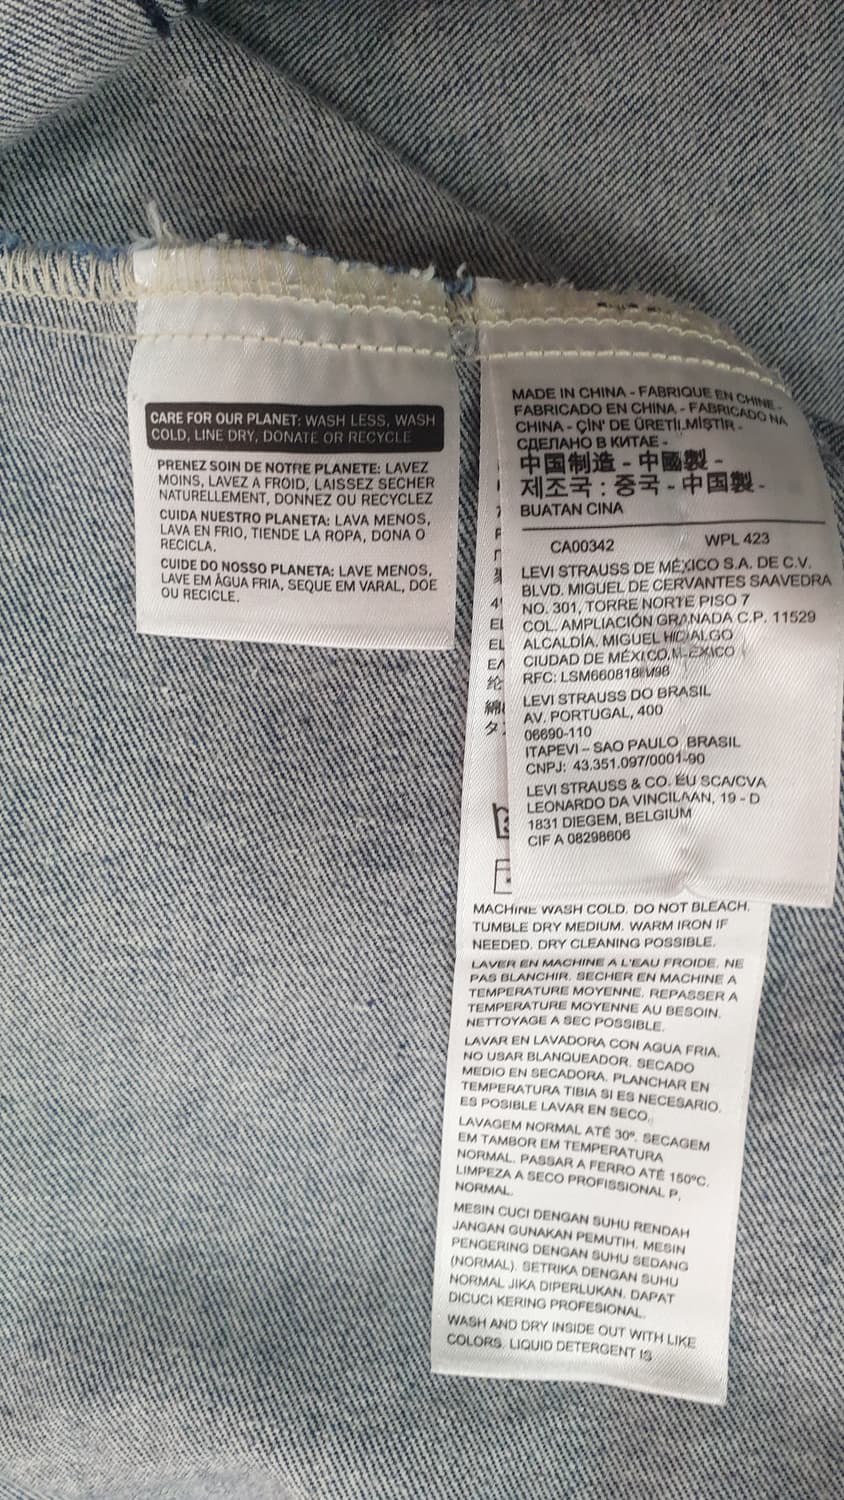 CARE FOR OUR PLANET: WASH LESS, WASH
COLD, LINE DRY, DONATE OR RECYCLE
PRENEZ SOIN DE NOTRE PLANETE: LAVEZ
MOINS, LAVEZ A FROID, LAISSEZ SECHER
NATURELLEMENT, DONNEZ OU RECYCLEZ
CUIDA NUESTRO PLANETA: LAVA MENOS,
LAVA EN FRIO, TIENDE LA ROPA, DONA O
RECICLA.
CUIDE DO NOSSO PLANETA: LAVE MENOS,
LAVE EM ÁGUA FRIA, SEQUE EM VARAL, DOE
OU RECICLE.
MADE IN CHINA - FABRIQUE EN CHINE -
FABRICADO EN CHINA - FABRICADO NA
CHINA - ÇİN' DE ÜRETİLMİŞTİR -
СДЕЛАНО В КИТАЕ -
中国制造 - 中國製 -
제조국 : 중국 - 中国製 -
BUATAN CINA
CA00342 WPL 423
LEVI STRAUSS DE MÉXICO S.A. DE C.V.
BLVD. MIGUEL DE CERVANTES SAAVEDRA
NO. 301, TORRE NORTE PISO 7
COL. AMPLIACIÓN GRANADA C.P. 11529
ALCALDÍA. MIGUEL HIDALGO
CIUDAD DE MÉXICO, MEXICO
RFC: LSM660818
LEVI STRAUSS DO BRASIL
AV. PORTUGAL, 400
06690-110
ITAPEVI – SAO PAULO, BRASIL
CNPJ: 43.351.097/0001-90
LEVI STRAUSS & CO. EU SCA/CVA
LEONARDO DA VINCILAAN, 19 - D
1831 DIEGEM, BELGIUM
CIF A 08298606
MACHINE WASH COLD. DO NOT BLEACH.
TUMBLE DRY MEDIUM. WARM IRON IF
NEEDED. DRY CLEANING POSSIBLE.
LAVER EN MACHINE A L'EAU FROIDE. NE
PAS BLANCHIR. SECHER EN MACHINE A
TEMPERATURE MOYENNE. REPASSER A
TEMPERATURE MOYENNE AU BESOIN.
NETTOYAGE A SEC POSSIBLE.
LAVAR EN LAVADORA CON AGUA FRIA.
NO USAR BLANQUEADOR. SECADO
MEDIO EN SECADORA. PLANCHAR EN
TEMPERATURA TIBIA SI ES NECESARIO.
ES POSIBLE LAVAR EN SECO.
LAVAGEM NORMAL ATÉ 30º. SECAGEM
EM TAMBOR EM TEMPERATURA
NORMAL. PASSAR A FERRO ATÉ 150ºC.
LIMPEZA A SECO PROFISSIONAL P,
NORMAL.
MESIN CUCI DENGAN SUHU RENDAH
JANGAN GUNAKAN PEMUTIH. MESIN
PENGERING DENGAN SUHU SEDANG
(NORMAL). SETRIKA DENGAN SUHU
NORMAL JIKA DIPERLUKAN. DAPAT
DICUCI KERING PROFESIONAL.
WASH AND DRY INSIDE OUT WITH LIKE
COLORS. LIQUID DETERGENT IS